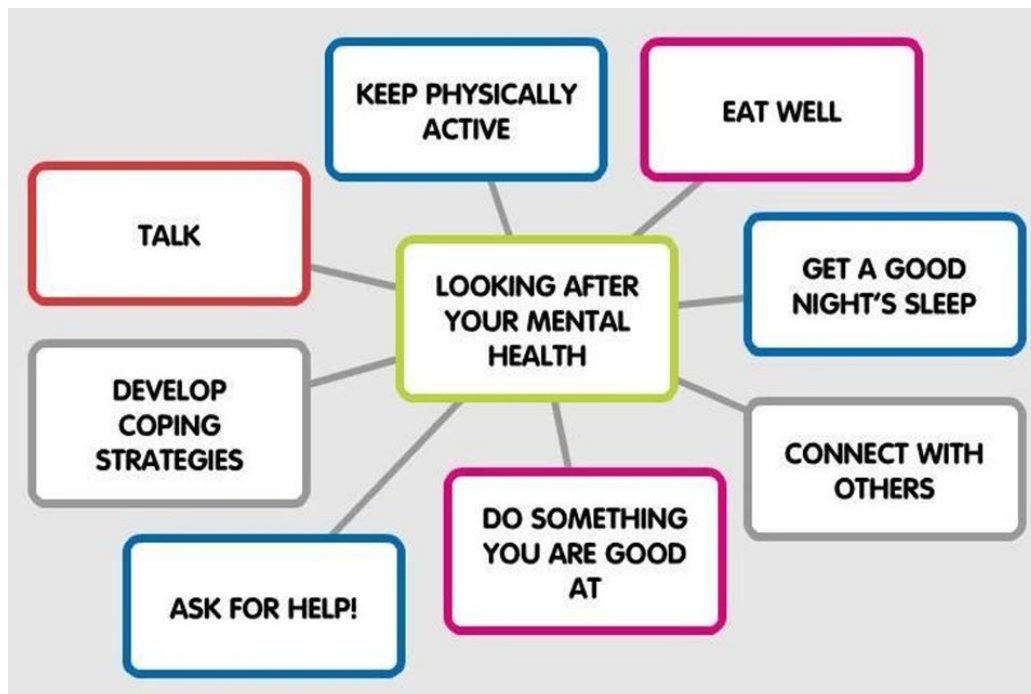 KEEP PHYSICALLY
ACTIVE
EAT WELL
TALK
GET A GOOD
NIGHT'S SLEEP
LOOKING AFTER
YOUR MENTAL
HEALTH
DEVELOP
COPING
STRATEGIES
CONNECT WITH
OTHERS
DO SOMETHING
YOU ARE GOOD
AT
ASK FOR HELP!